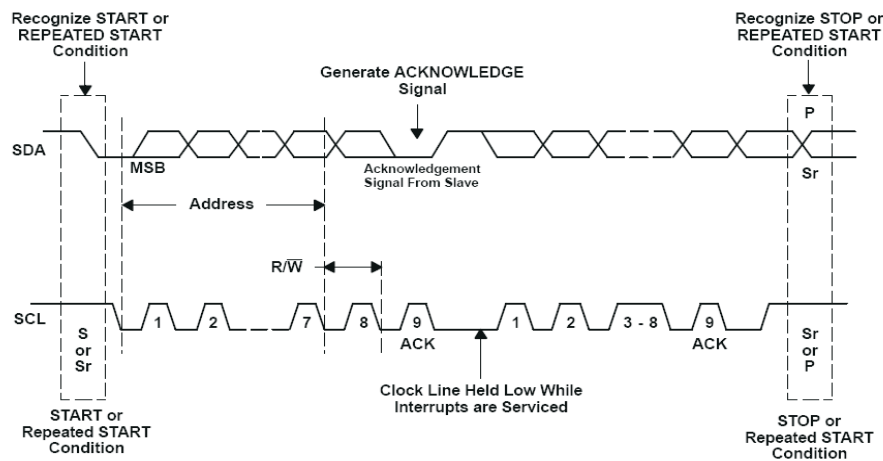 Recognize START or
REPEATED START
Condition
Recognize STOP or
REPEATED START
Condition
Generate ACKNOWLEDGE
Signal
SDA
MSB
Acknowledgement
Signal From Slave
P
Sr
Address
R/W̅
SCL
S
or
Sr
1
2
7
8
9
ACK
1
2
3 - 8
9
ACK
Sr
or
P
Clock Line Held Low While
Interrupts are Serviced
START or
Repeated START
Condition
STOP or
Repeated START
Condition